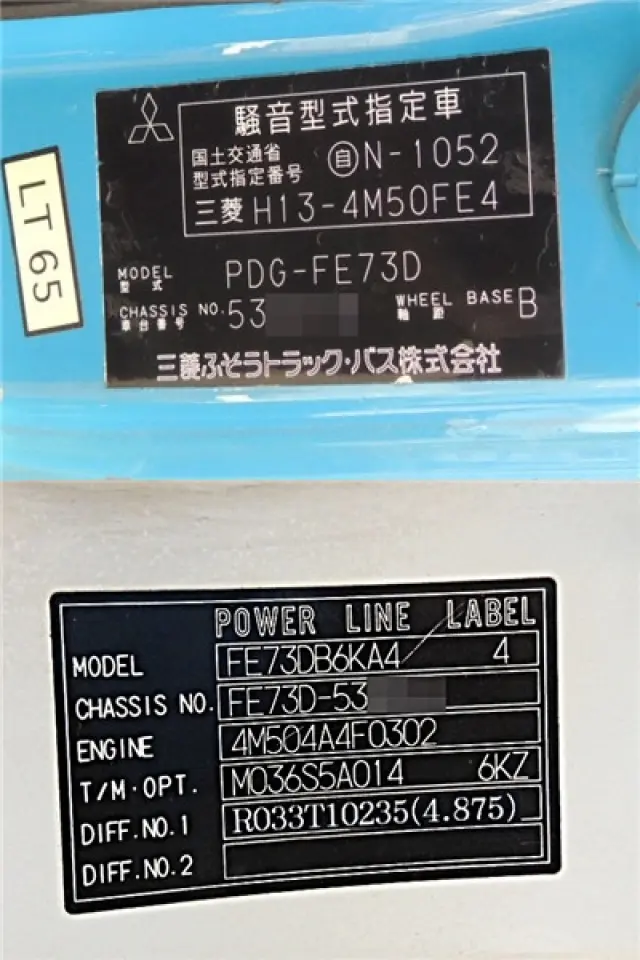 騒音型式指定車
国土交通省
型式指定番号 自N-1052
三菱 H13-4M50FE4
LT 65
MODEL
型式 PDG-FE73D
CHASSIS NO. 53
車台番号
WHEEL BASE B
軸距
三菱ふそうトラック・バス株式会社
POWER LINE LABEL
MODEL FE73DB6KA4 4
CHASSIS NO. FE73D-53
ENGINE 4M504A4F0302
T/M·OPT. M036S5A014 6KZ
DIFF.NO.1 R033T10235(4.875)
DIFF.NO.2